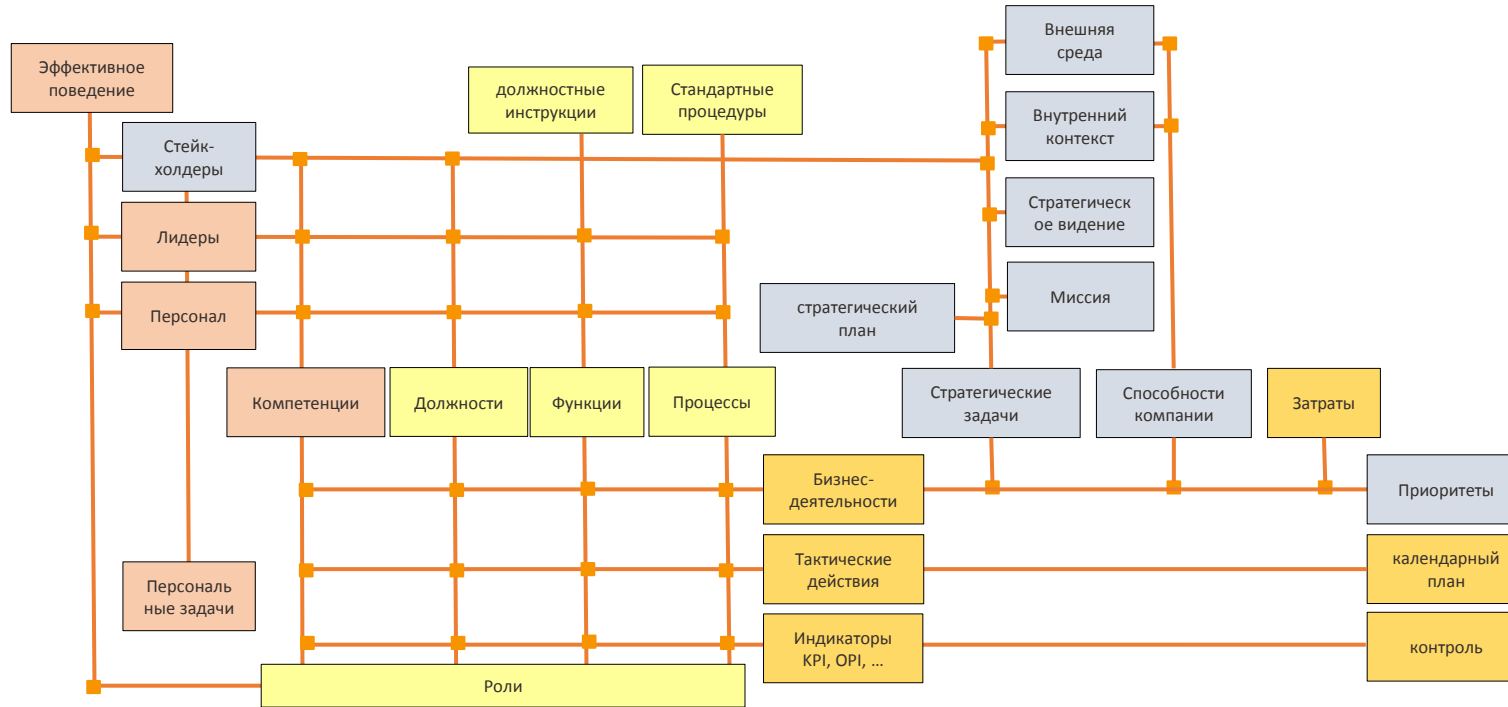 Внешняя
среда
Эффективное
поведение
должностные
инструкции
Стандартные
процедуры
Внутренний
контекст
Стейк-
холдеры
Стратегическ
ое видение
Лидеры
Миссия
Персонал
стратегический
план
Компетенции
Должности
Функции
Процессы
Стратегические
задачи
Способности
компании
Затраты
Бизнес-
деятельности
Приоритеты
Персональ
ные задачи
Тактические
действия
календарный
план
Индикаторы
KPI, OPI, ...
контроль
Роли